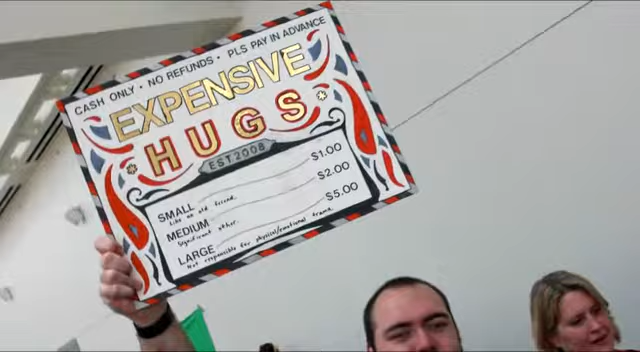 CASH ONLY • NO REFUNDS • PLS PAY IN ADVANCE
EXPENSIVE
HUGS
EST 2008
SMALL $1.00
Like an old friend.
MEDIUM $2.00
Significant other.
LARGE $5.00
Not responsible for physical/emotional trama.